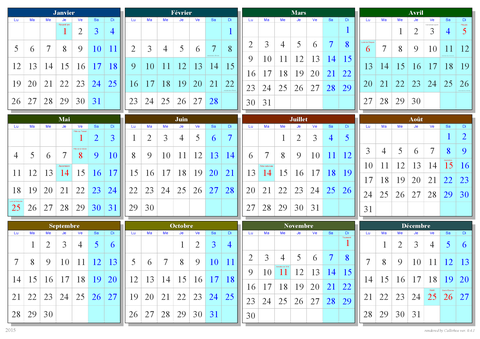 Janvier
Lu Ma Me Je Ve Sa Di
1 2 3 4
5 6 7 8 9 10 11
12 13 14 15 16 17 18
19 20 21 22 23 24 25
26 27 28 29 30 31
Février
Lu Ma Me Je Ve Sa Di
1
2 3 4 5 6 7 8
9 10 11 12 13 14 15
16 17 18 19 20 21 22
23 24 25 26 27 28
Mars
Lu Ma Me Je Ve Sa Di
1
2 3 4 5 6 7 8
9 10 11 12 13 14 15
16 17 18 19 20 21 22
23 24 25 26 27 28 29
30 31
Avril
Lu Ma Me Je Ve Sa Di
1 2 3 4 5
6 7 8 9 10 11 12
13 14 15 16 17 18 19
20 21 22 23 24 25 26
27 28 29 30
Mai
Lu Ma Me Je Ve Sa Di
1 2 3
4 5 6 7 8 9 10
11 12 13 14 15 16 17
18 19 20 21 22 23 24
25 26 27 28 29 30 31
Juin
Lu Ma Me Je Ve Sa Di
1 2 3 4 5 6 7
8 9 10 11 12 13 14
15 16 17 18 19 20 21
22 23 24 25 26 27 28
29 30
Juillet
Lu Ma Me Je Ve Sa Di
1 2 3 4 5
6 7 8 9 10 11 12
13 14 15 16 17 18 19
20 21 22 23 24 25 26
27 28 29 30 31
Août
Lu Ma Me Je Ve Sa Di
1 2
3 4 5 6 7 8 9
10 11 12 13 14 15 16
17 18 19 20 21 22 23
24 25 26 27 28 29 30
31
Septembre
Lu Ma Me Je Ve Sa Di
1 2 3 4 5 6
7 8 9 10 11 12 13
14 15 16 17 18 19 20
21 22 23 24 25 26 27
28 29 30
Octobre
Lu Ma Me Je Ve Sa Di
1 2 3 4
5 6 7 8 9 10 11
12 13 14 15 16 17 18
19 20 21 22 23 24 25
26 27 28 29 30 31
Novembre
Lu Ma Me Je Ve Sa Di
1
2 3 4 5 6 7 8
9 10 11 12 13 14 15
16 17 18 19 20 21 22
23 24 25 26 27 28 29
30
Décembre
Lu Ma Me Je Ve Sa Di
1 2 3 4 5 6
7 8 9 10 11 12 13
14 15 16 17 18 19 20
21 22 23 24 25 26 27
28 29 30 31
2015